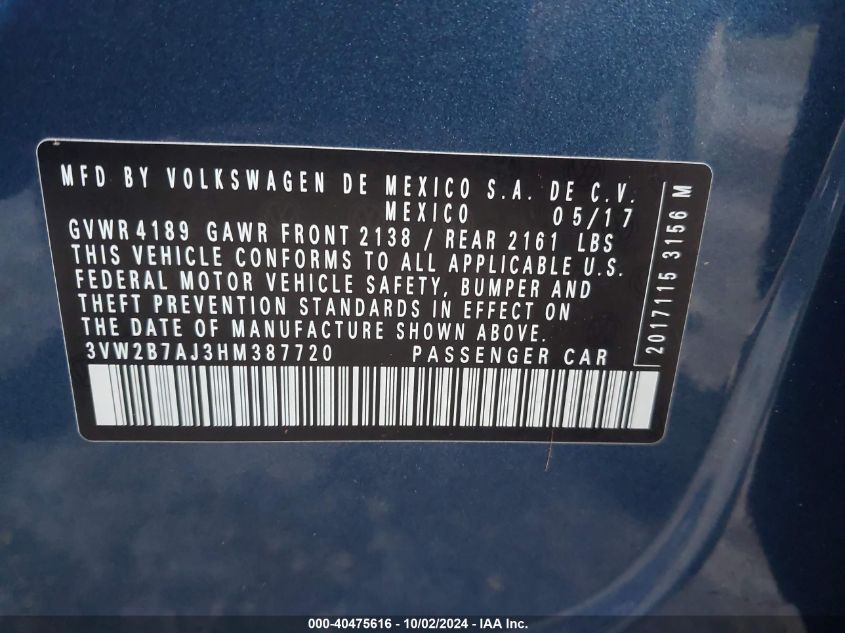 MFD BY VOLKSWAGEN DE MEXICO S.A. DE C.V.
MEXICO 05/17
GVWR 4189 GAWR FRONT 2138 / REAR 2161 LBS
THIS VEHICLE CONFORMS TO ALL APPLICABLE U.S.
FEDERAL MOTOR VEHICLE SAFETY, BUMPER AND
THEFT PREVENTION STANDARDS IN EFFECT ON
THE DATE OF MANUFACTURE SHOWN ABOVE.
3VW2B7AJ3HM387720 PASSENGER CAR
2017115 3156 M
000-40475616 - 10/02/2024 - IAA Inc.